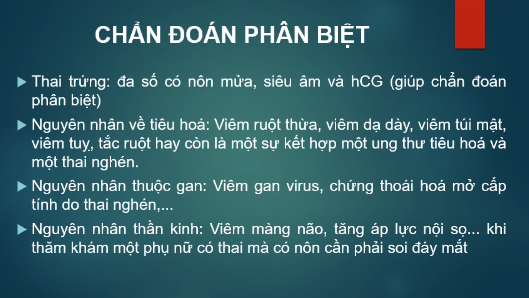 CHẨN ĐOÁN PHÂN BIỆT
Thai trứng: đa số có nôn mửa, siêu âm và hCG (giúp chẩn đoán
phân biệt)
Nguyên nhân về tiêu hoá: Viêm ruột thừa, viêm dạ dày, viêm túi mật,
viêm tuỵ, tắc ruột hay còn là một sự kết hợp một ung thư tiêu hoá và
một thai nghén.
Nguyên nhân thuộc gan: Viêm gan virus, chứng thoái hoá mở cấp
tính do thai nghén,...
Nguyên nhân thần kinh: Viêm màng não, tăng áp lực nội sọ... khi
thăm khám một phụ nữ có thai mà có nôn cần phải soi đáy mắt